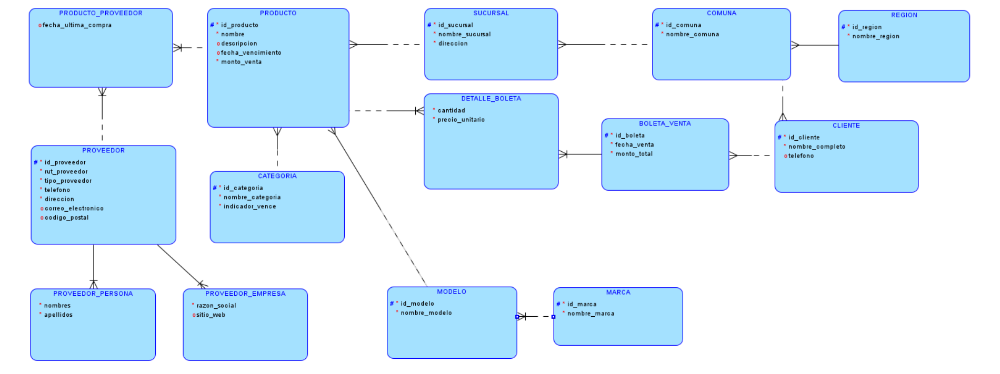 PRODUCTO_PROVEEDOR
o fecha_ultima_compra
PRODUCTO
# * id_producto
* nombre
o descripcion
o fecha_vencimiento
* monto_venta
SUCURSAL
# * id_sucursal
* nombre_sucursal
* direccion
COMUNA
# * id_comuna
* nombre_comuna
REGION
# * id_region
* nombre_region
DETALLE_BOLETA
* cantidad
* precio_unitario
BOLETA_VENTA
# * id_boleta
* fecha_venta
* monto_total
CLIENTE
# * id_cliente
* nombre_completo
o telefono
PROVEEDOR
# * id_proveedor
* rut_proveedor
* tipo_proveedor
* telefono
* direccion
o correo_electronico
o codigo_postal
CATEGORIA
# * id_categoria
* nombre_categoria
* indicador_vence
PROVEEDOR_PERSONA
* nombres
* apellidos
PROVEEDOR_EMPRESA
* razon_social
o sitio_web
MODELO
# * id_modelo
* nombre_modelo
MARCA
# * id_marca
* nombre_marca